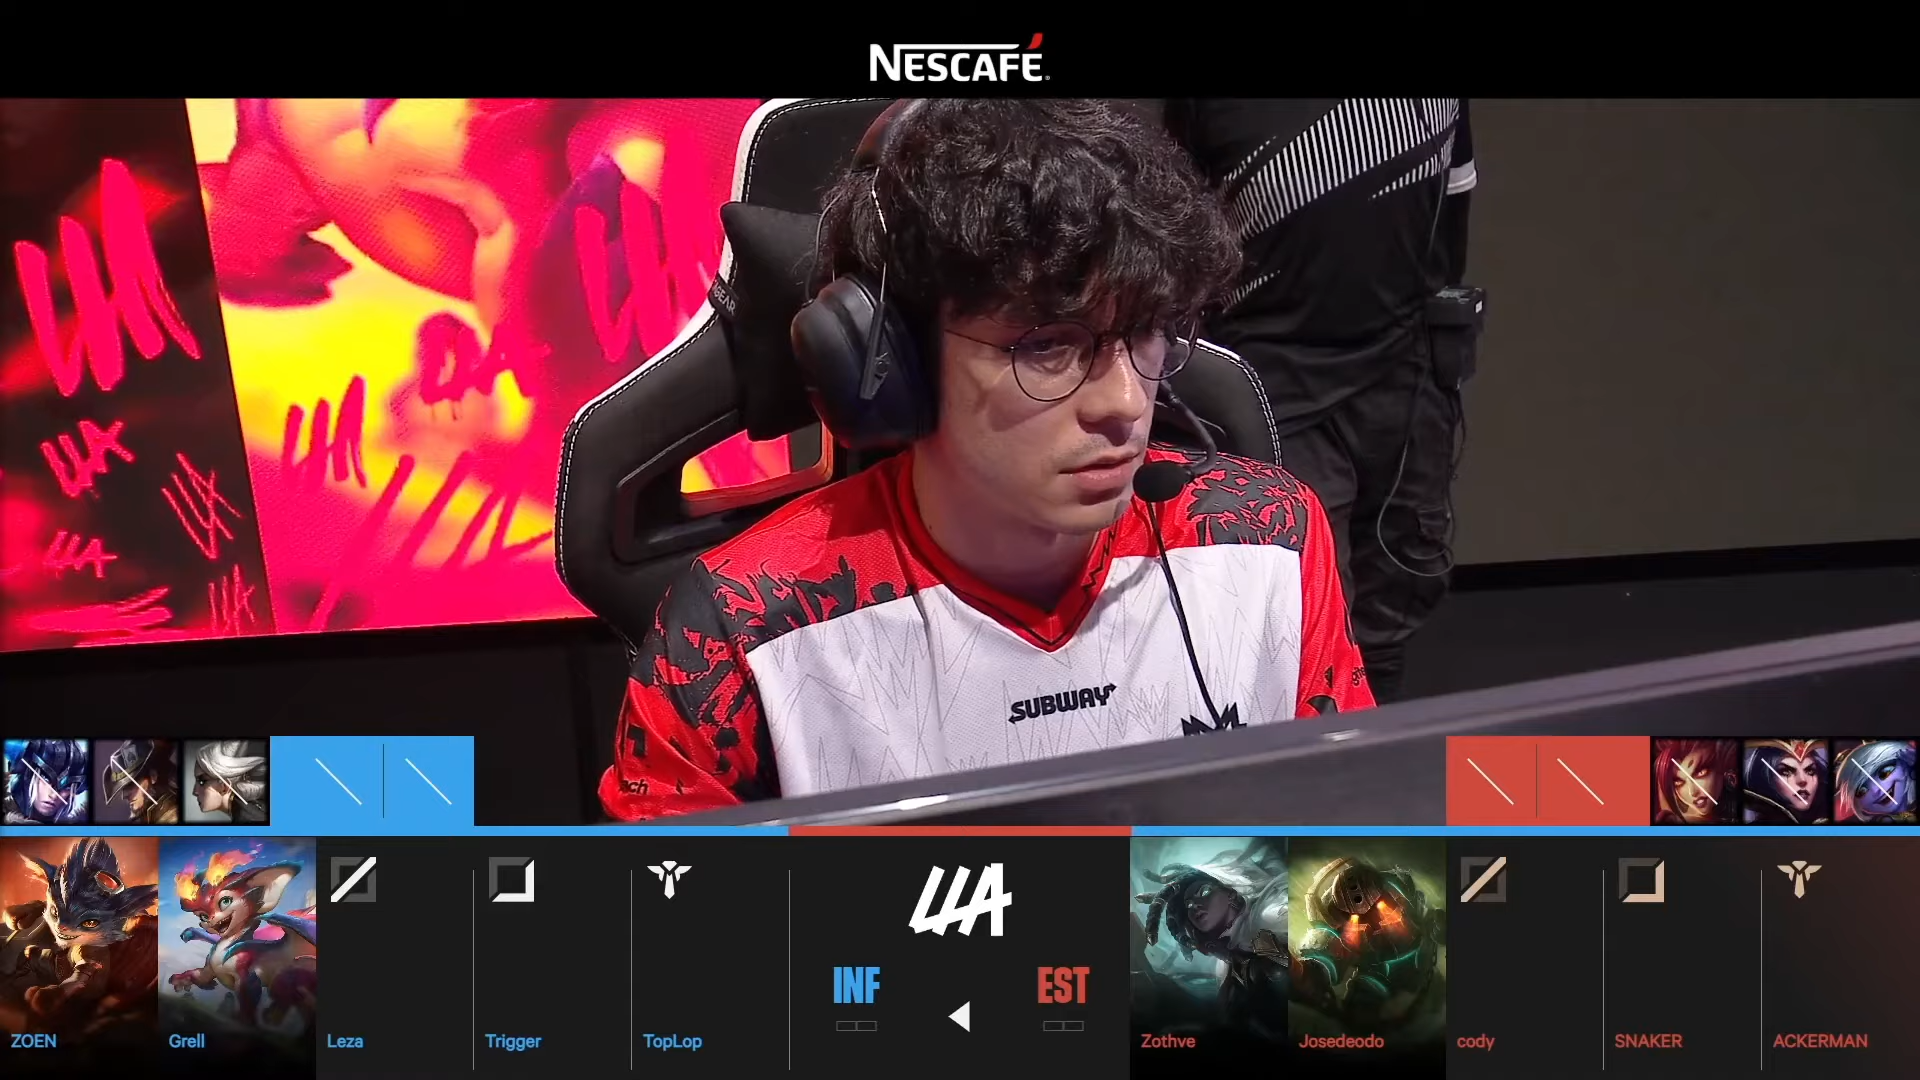 NESCAFÉ
SUBWAY
LLA
INF
EST
ZOEN
Grell
Leza
Trigger
TopLop
Zothve
Josedeodo
cody
SNAKER
ACKERMAN